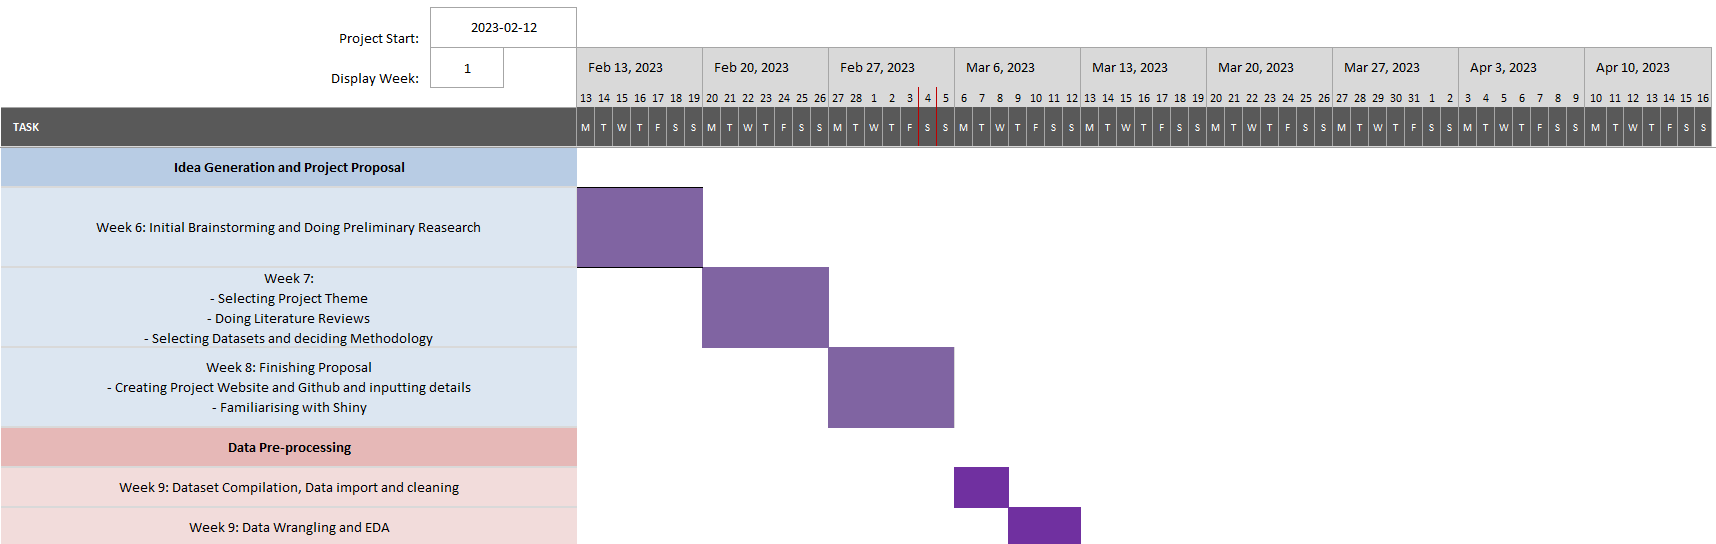 Project Start:
2023-02-12
Display Week:
1
Feb 13, 2023 Feb 20, 2023 Feb 27, 2023 Mar 6, 2023 Mar 13, 2023 Mar 20, 2023 Mar 27, 2023 Apr 3, 2023 Apr 10, 2023
13 14 15 16 17 18 19 20 21 22 23 24 25 26 27 28 1 2 3 4 5 6 7 8 9 10 11 12 13 14 15 16 17 18 19 20 21 22 23 24 25 26 27 28 29 30 31 1 2 3 4 5 6 7 8 9 10 11 12 13 14 15 16
TASK M T W T F S S M T W T F S S M T W T F S S M T W T F S S M T W T F S S M T W T F S S M T W T F S S M T W T F S S M T W T F S S
Idea Generation and Project Proposal
Week 6: Initial Brainstorming and Doing Preliminary Reasearch
Week 7:
- Selecting Project Theme
- Doing Literature Reviews
- Selecting Datasets and deciding Methodology
Week 8: Finishing Proposal
- Creating Project Website and Github and inputting details
- Familiarising with Shiny
Data Pre-processing
Week 9: Dataset Compilation, Data import and cleaning
Week 9: Data Wrangling and EDA